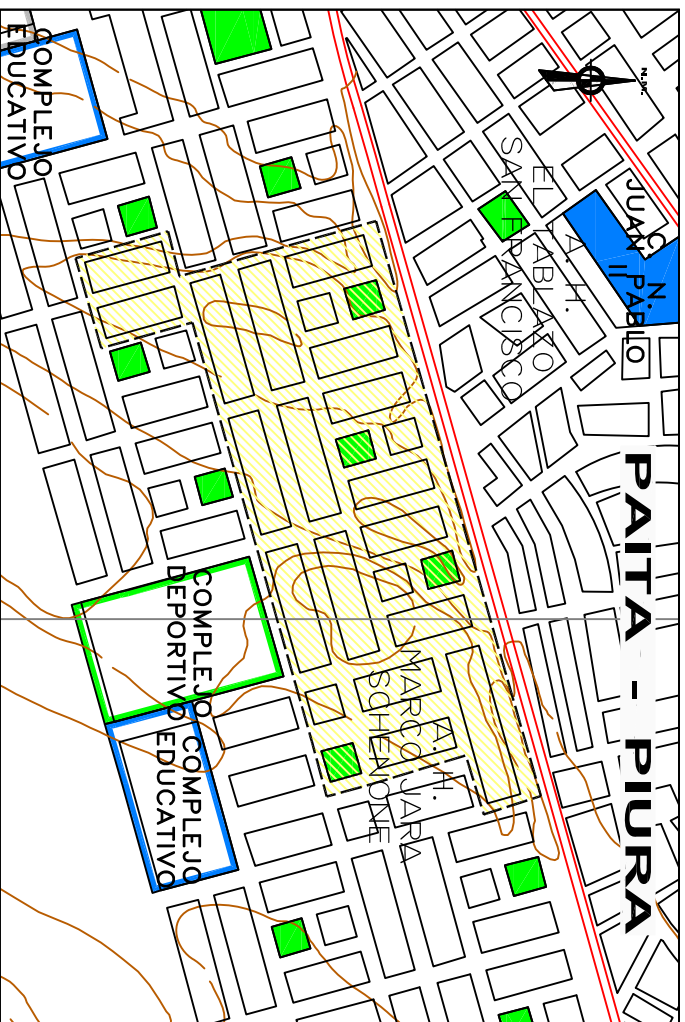 N.M.
C. N.
JUAN PABLO
II
A. H.
EL TABLAZO
SAN FRANCISCO
PAITA - PIURA
COMPLEJO
EDUCATIVO
COMPLEJO
DEPORTIVO
COMPLEJO
EDUCATIVO
A. H.
MARCO JARA
SCHENONE